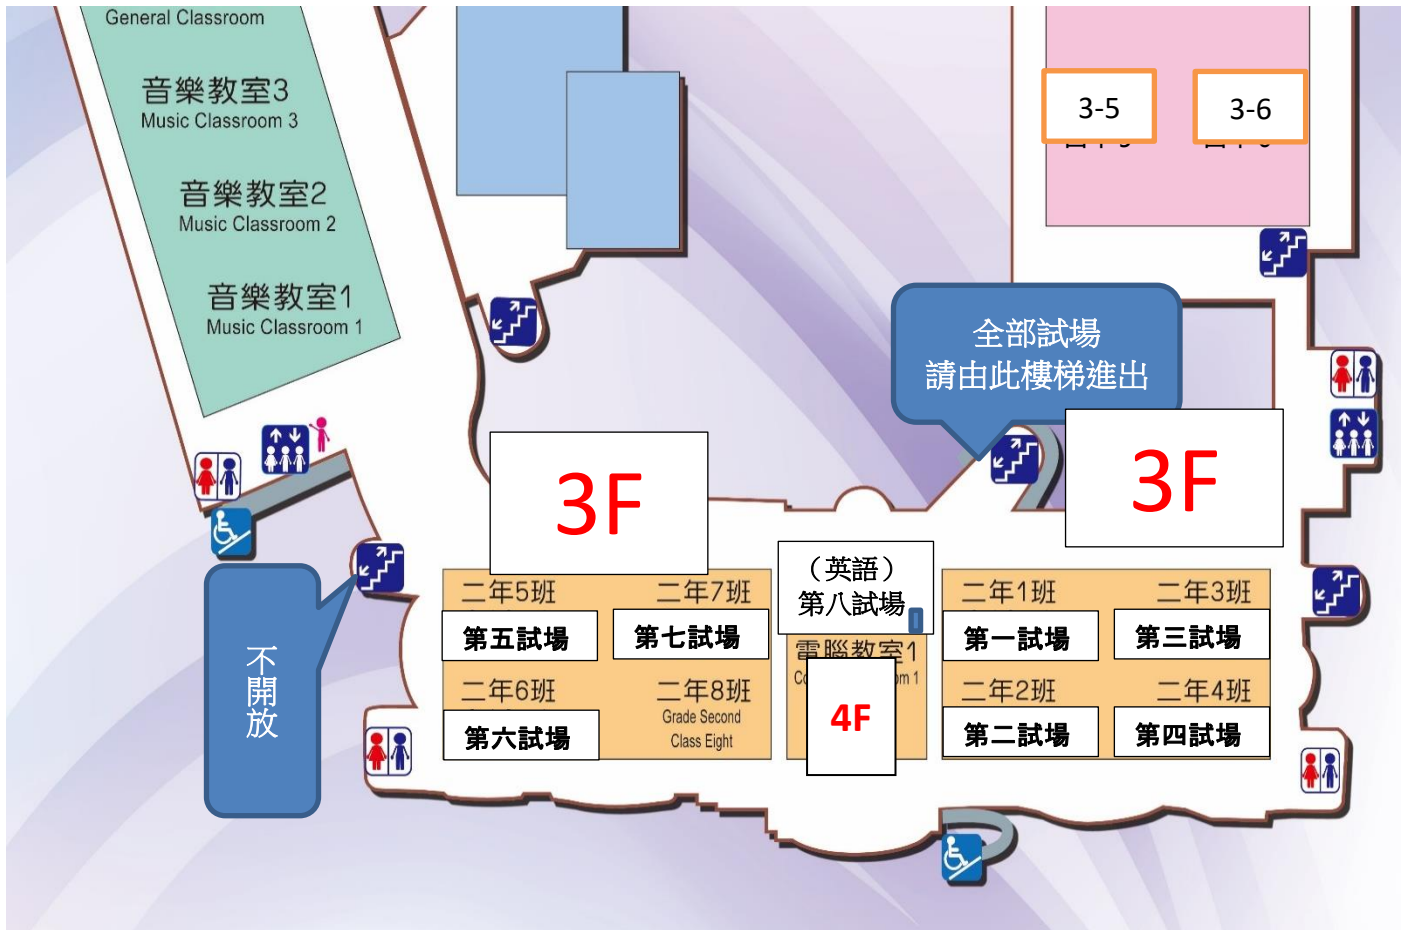 General Classroom
音樂教室3
Music Classroom 3
音樂教室2
Music Classroom 2
音樂教室1
Music Classroom 1
3-5
3-6
全部試場
請由此樓梯進出
3F
3F
不開放
二年5班
二年7班
第五試場
第七試場
二年6班
二年8班
第六試場
Grade Second
Class Eight
（英語）
第八試場
電腦教室1
4F
二年1班
二年3班
第一試場
第三試場
二年2班
二年4班
第二試場
第四試場